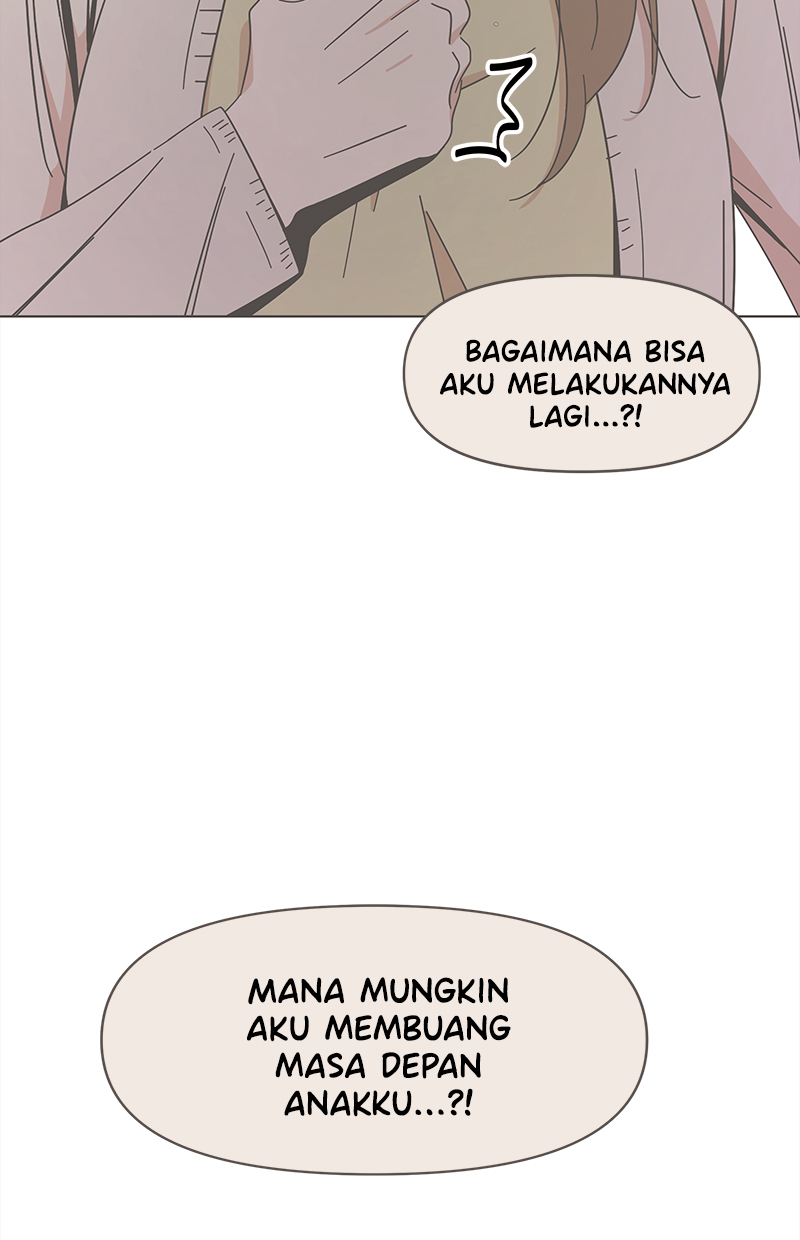 BAGAIMANA BISA
AKU MELAKUKANNYA
LAGI...?!
MANA MUNGKIN
AKU MEMBUANG
MASA DEPAN
ANAKKU...?!